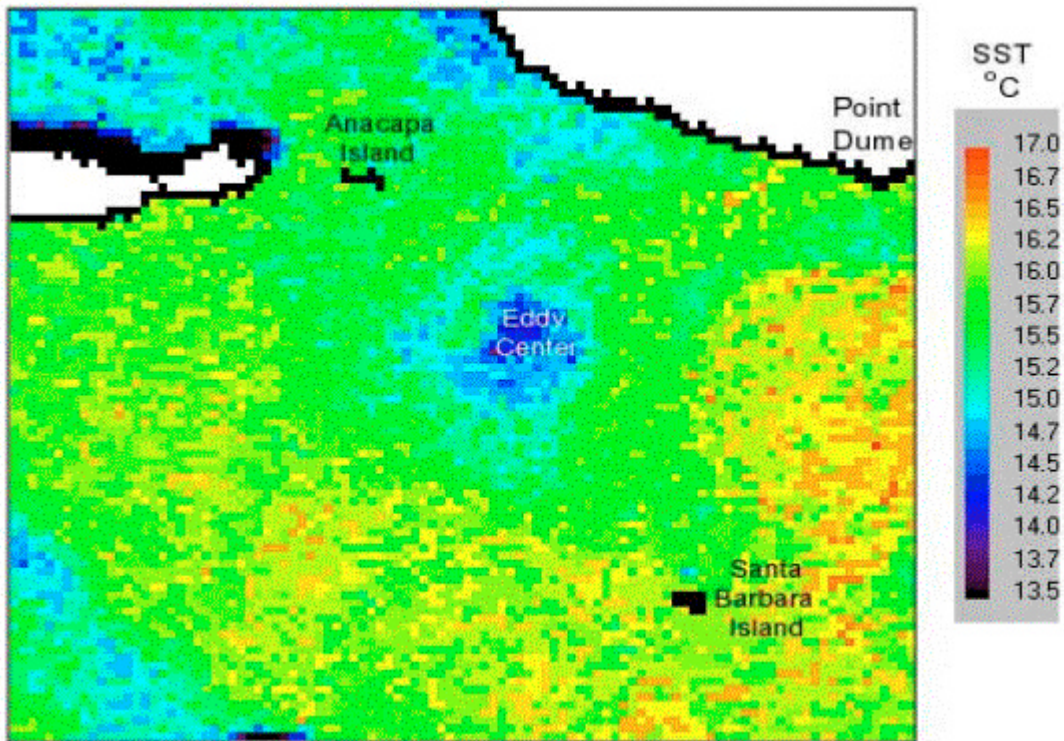 Anacapa
Island
Point
Dume
Eddy
Center
Santa
Barbara
Island
SST
°C
17.0
16.7
16.5
16.2
16.0
15.7
15.5
15.2
15.0
14.7
14.5
14.2
14.0
13.7
13.5